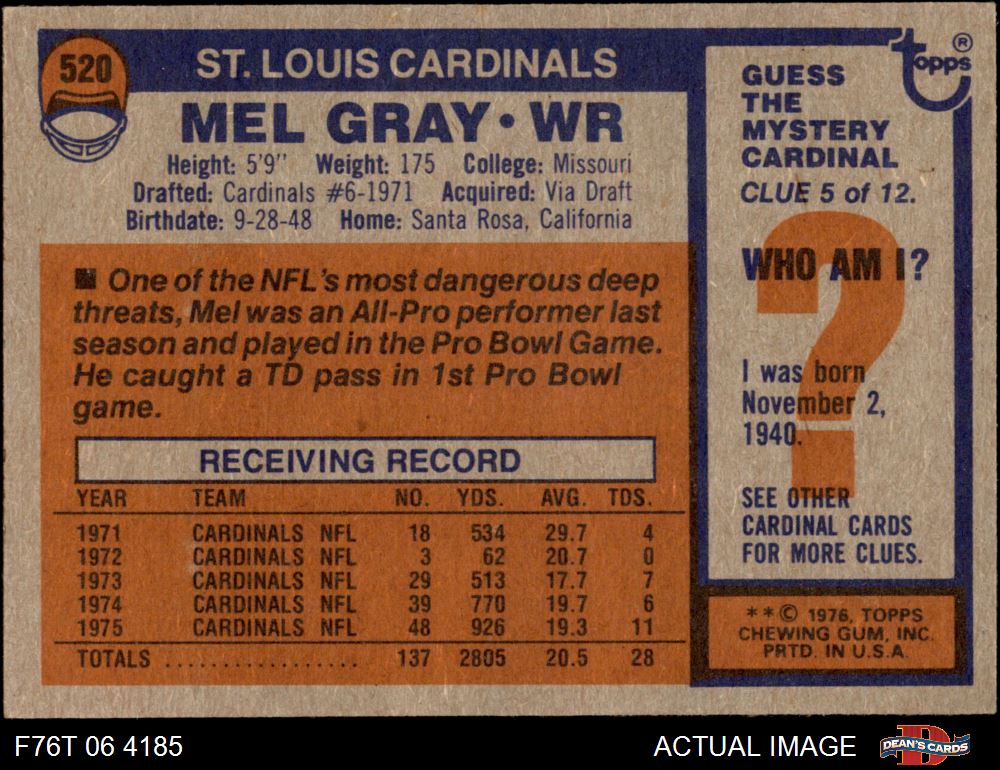 520
ST. LOUIS CARDINALS
MEL GRAY • WR
Height: 5'9" Weight: 175 College: Missouri
Drafted: Cardinals #6-1971 Acquired: Via Draft
Birthdate: 9-28-48 Home: Santa Rosa, California
One of the NFL's most dangerous deep
threats, Mel was an All-Pro performer last
season and played in the Pro Bowl Game.
He caught a TD pass in 1st Pro Bowl
game.
RECEIVING RECORD
YEAR TEAM NO. YDS. AVG. TDS.
1971 CARDINALS NFL 18 534 29.7 4
1972 CARDINALS NFL 3 62 20.7 0
1973 CARDINALS NFL 29 513 17.7 7
1974 CARDINALS NFL 39 770 19.7 6
1975 CARDINALS NFL 48 926 19.3 11
TOTALS ................. 137 2805 20.5 28
Topps ®
GUESS
THE
MYSTERY
CARDINAL
CLUE 5 of 12.
WHO AM I?
?
I was born
November 2,
1940.
SEE OTHER
CARDINAL CARDS
FOR MORE CLUES.
**© 1976, TOPPS
CHEWING GUM, INC.
PRTD. IN U.S.A.
F76T 06 4185
ACTUAL IMAGE
D
DEAN'S CARDS